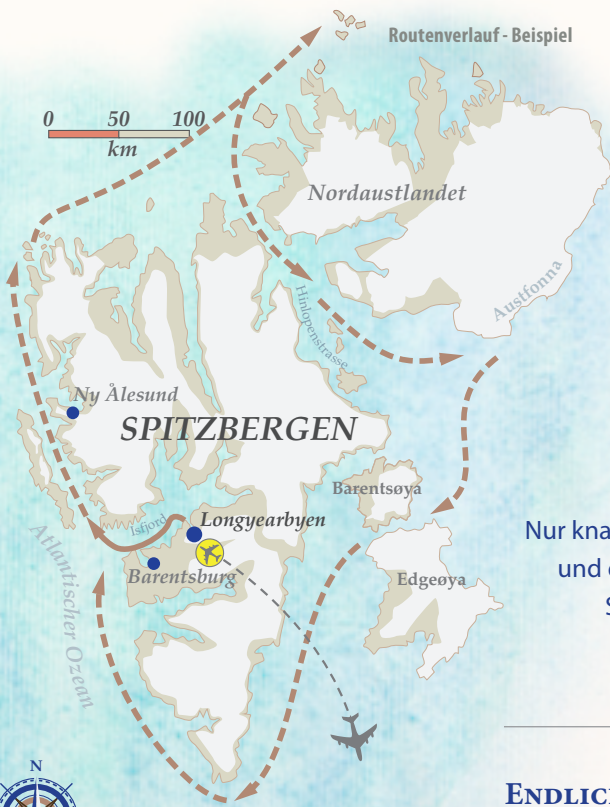 Routenverlauf - Beispiel
0 50 100
km
Nordaustlandet
Austfonna
Hinlopenstrasse
Ny Ålesund
SPITZBERGEN
Barentsøya
Isfjord
Longyearbyen
Nur kna
Barentsburg
und
Edgeøya
S
Atlantischer Ozean
N
ENDLIC